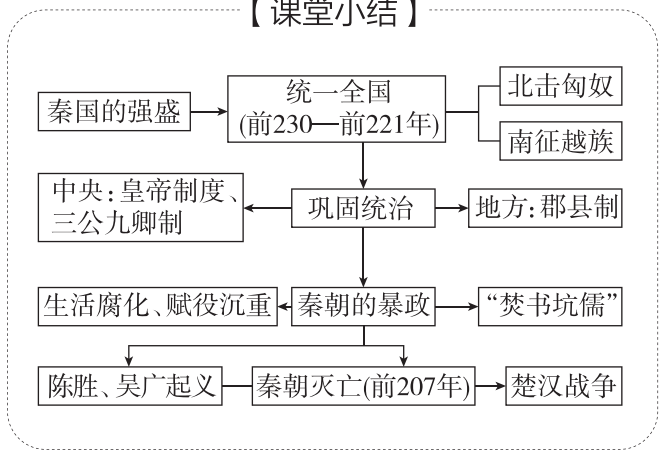 【课堂小结】
秦国的强盛
统一全国
(前230—前221年)
北击匈奴
南征越族
中央:皇帝制度、
三公九卿制
巩固统治
地方:郡县制
生活腐化、赋役沉重
秦朝的暴政
“焚书坑儒”
陈胜、吴广起义
秦朝灭亡(前207年)
楚汉战争